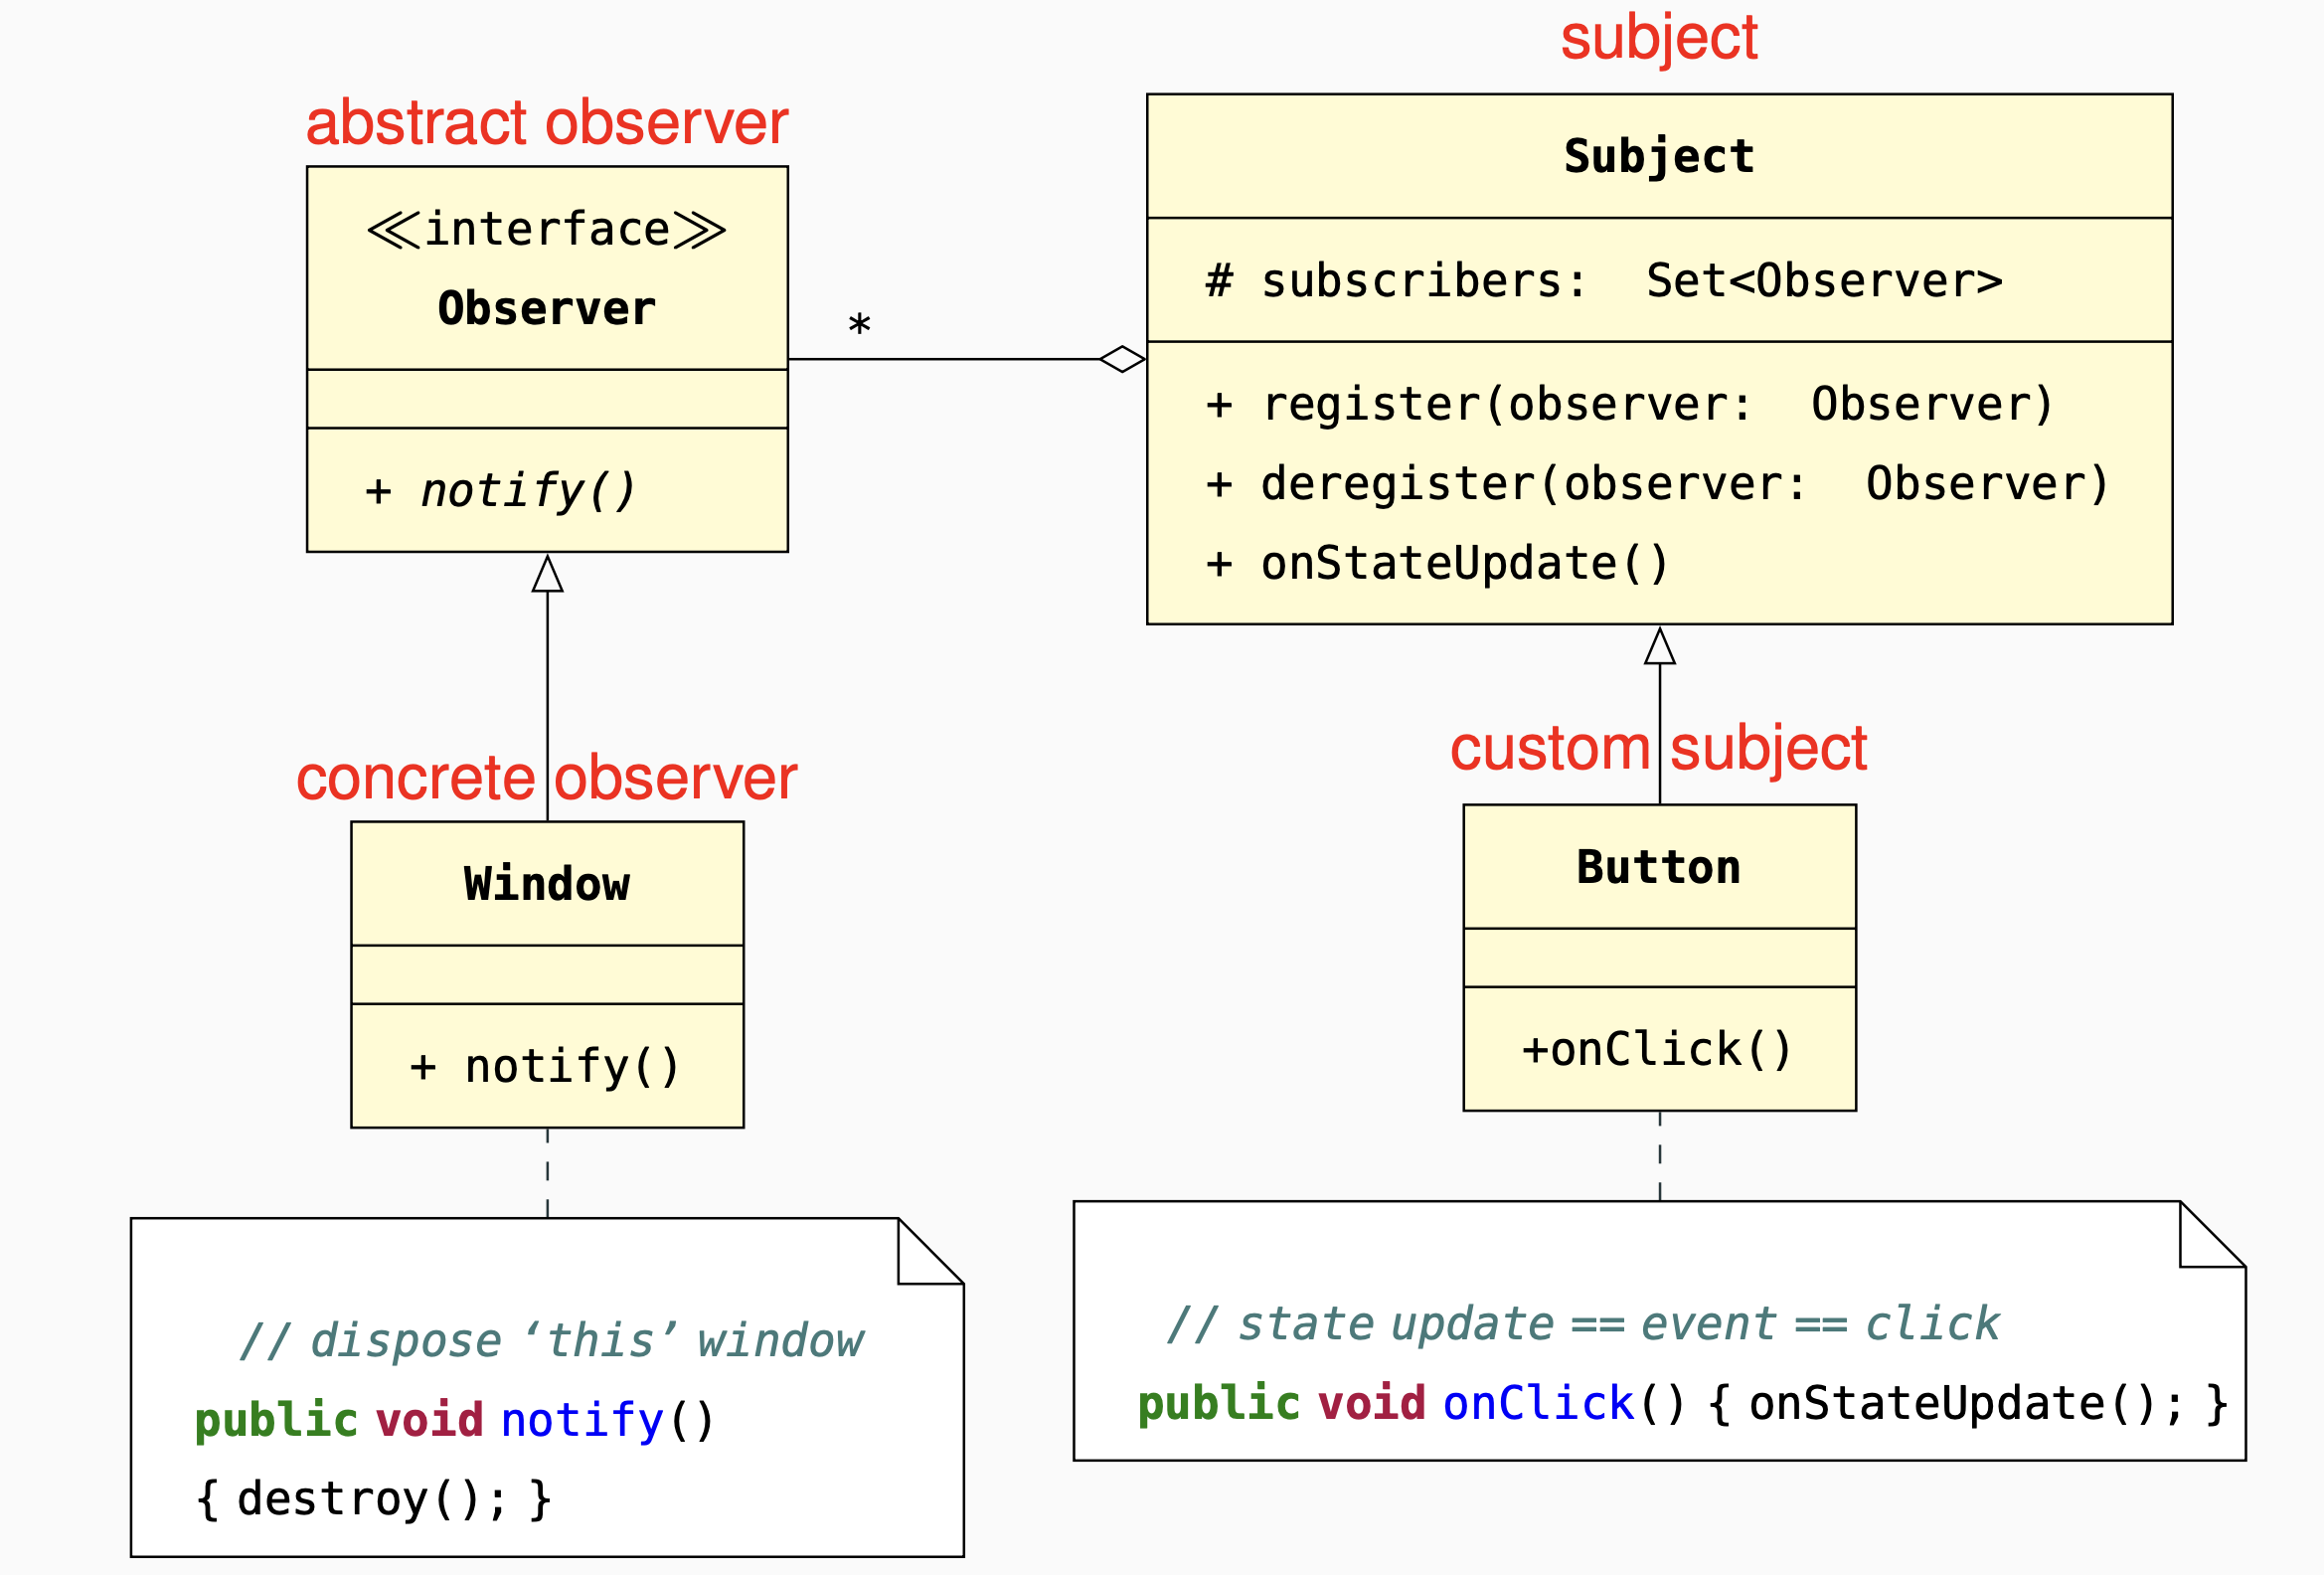 abstract observer
≪interface≫
Observer
+ notify()
*
subject
Subject
# subscribers: Set<Observer>
+ register(observer: Observer)
+ deregister(observer: Observer)
+ onStateUpdate()
concrete observer
Window
+ notify()
// dispose ‘this’ window
public void notify()
{ destroy(); }
custom subject
Button
+onClick()
// state update == event == click
public void onClick() { onStateUpdate(); }